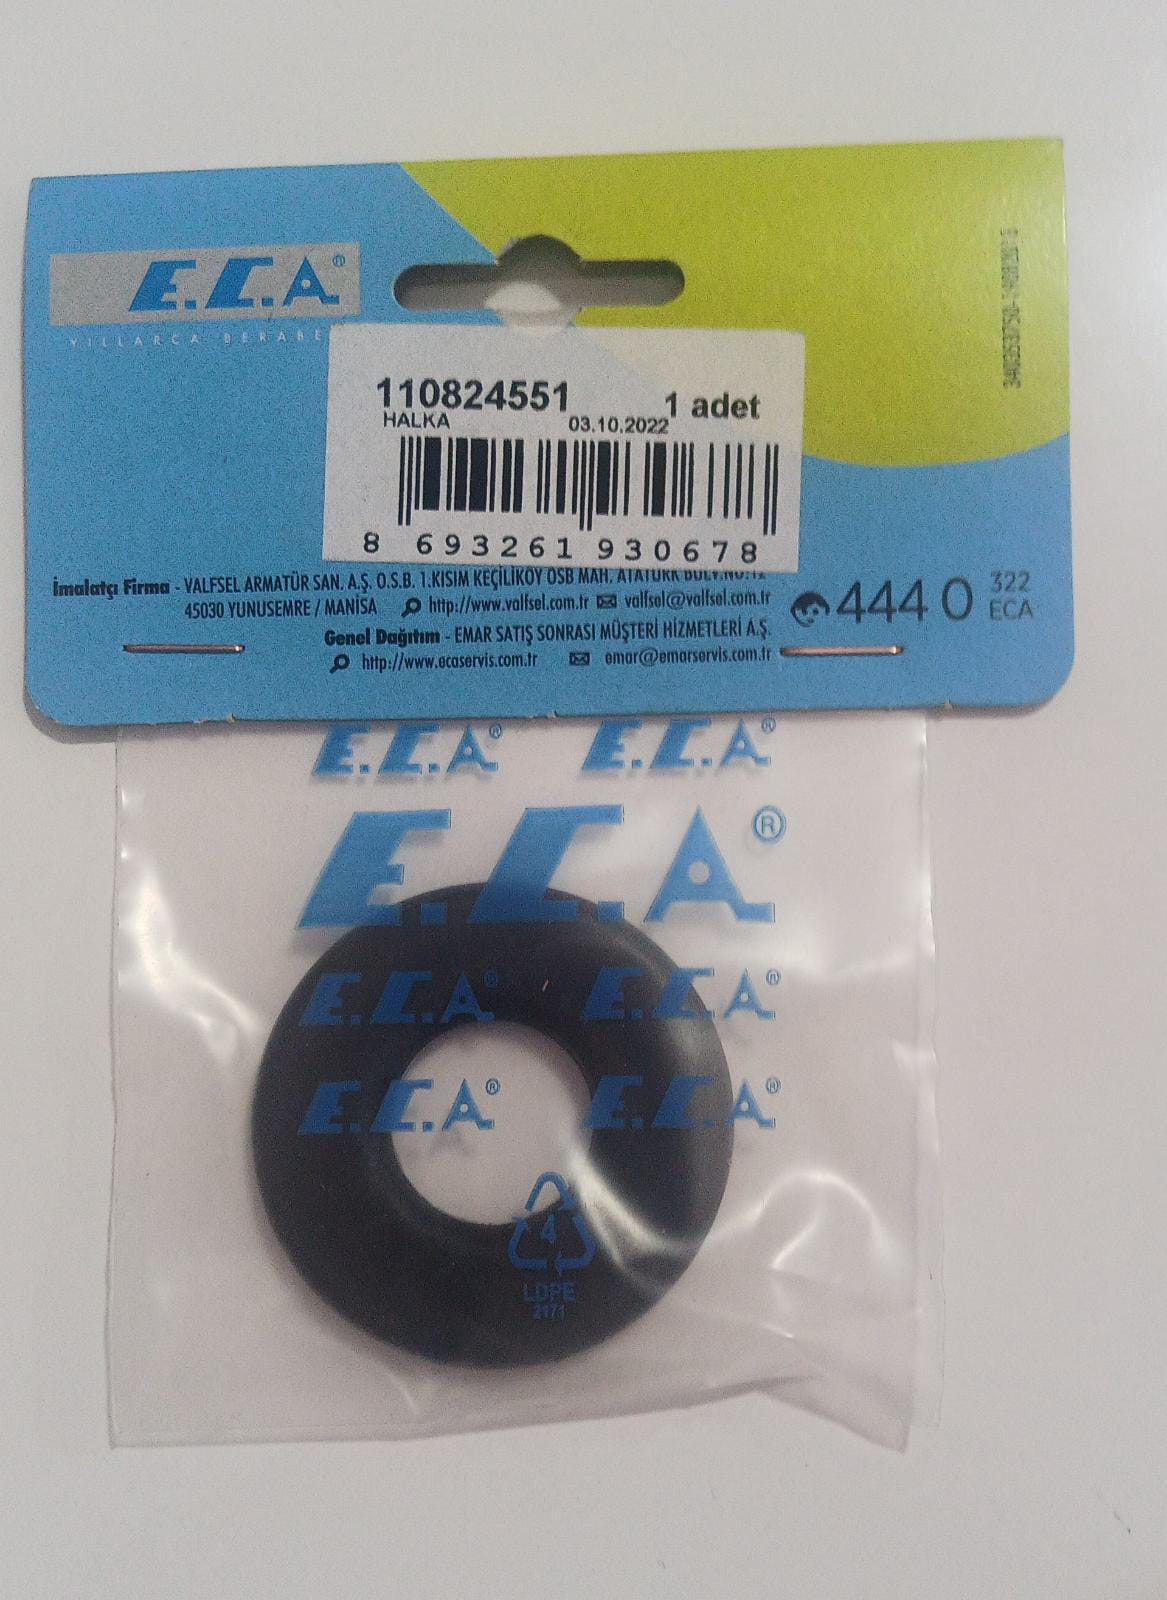 E.C.A®
YILLARCA BERABE
110824551 1 adet
HALKA 03.10.2022
8 693261 930678
İmalatçı Firma - VALFSEL ARMATÜR SAN. A.Ş. O.S.B. 1.KISIM KEÇİLİKÖY OSB MAH. ATATÜRK BULV.NO:12
45030 YUNUSEMRE / MANİSA http://www.valfsel.com.tr valfsel@valfsel.com.tr
Genel Dağıtım - EMAR SATIŞ SONRASI MÜŞTERİ HİZMETLERİ A.Ş.
http://www.ecaservis.com.tr emar@emarservis.com.tr
444 0 322
ECA
E.C.A® E.C.A®
E.C.A®
E.C.A® E.C.A®
E.C.A® E.C.A®
4
LDPE
2171